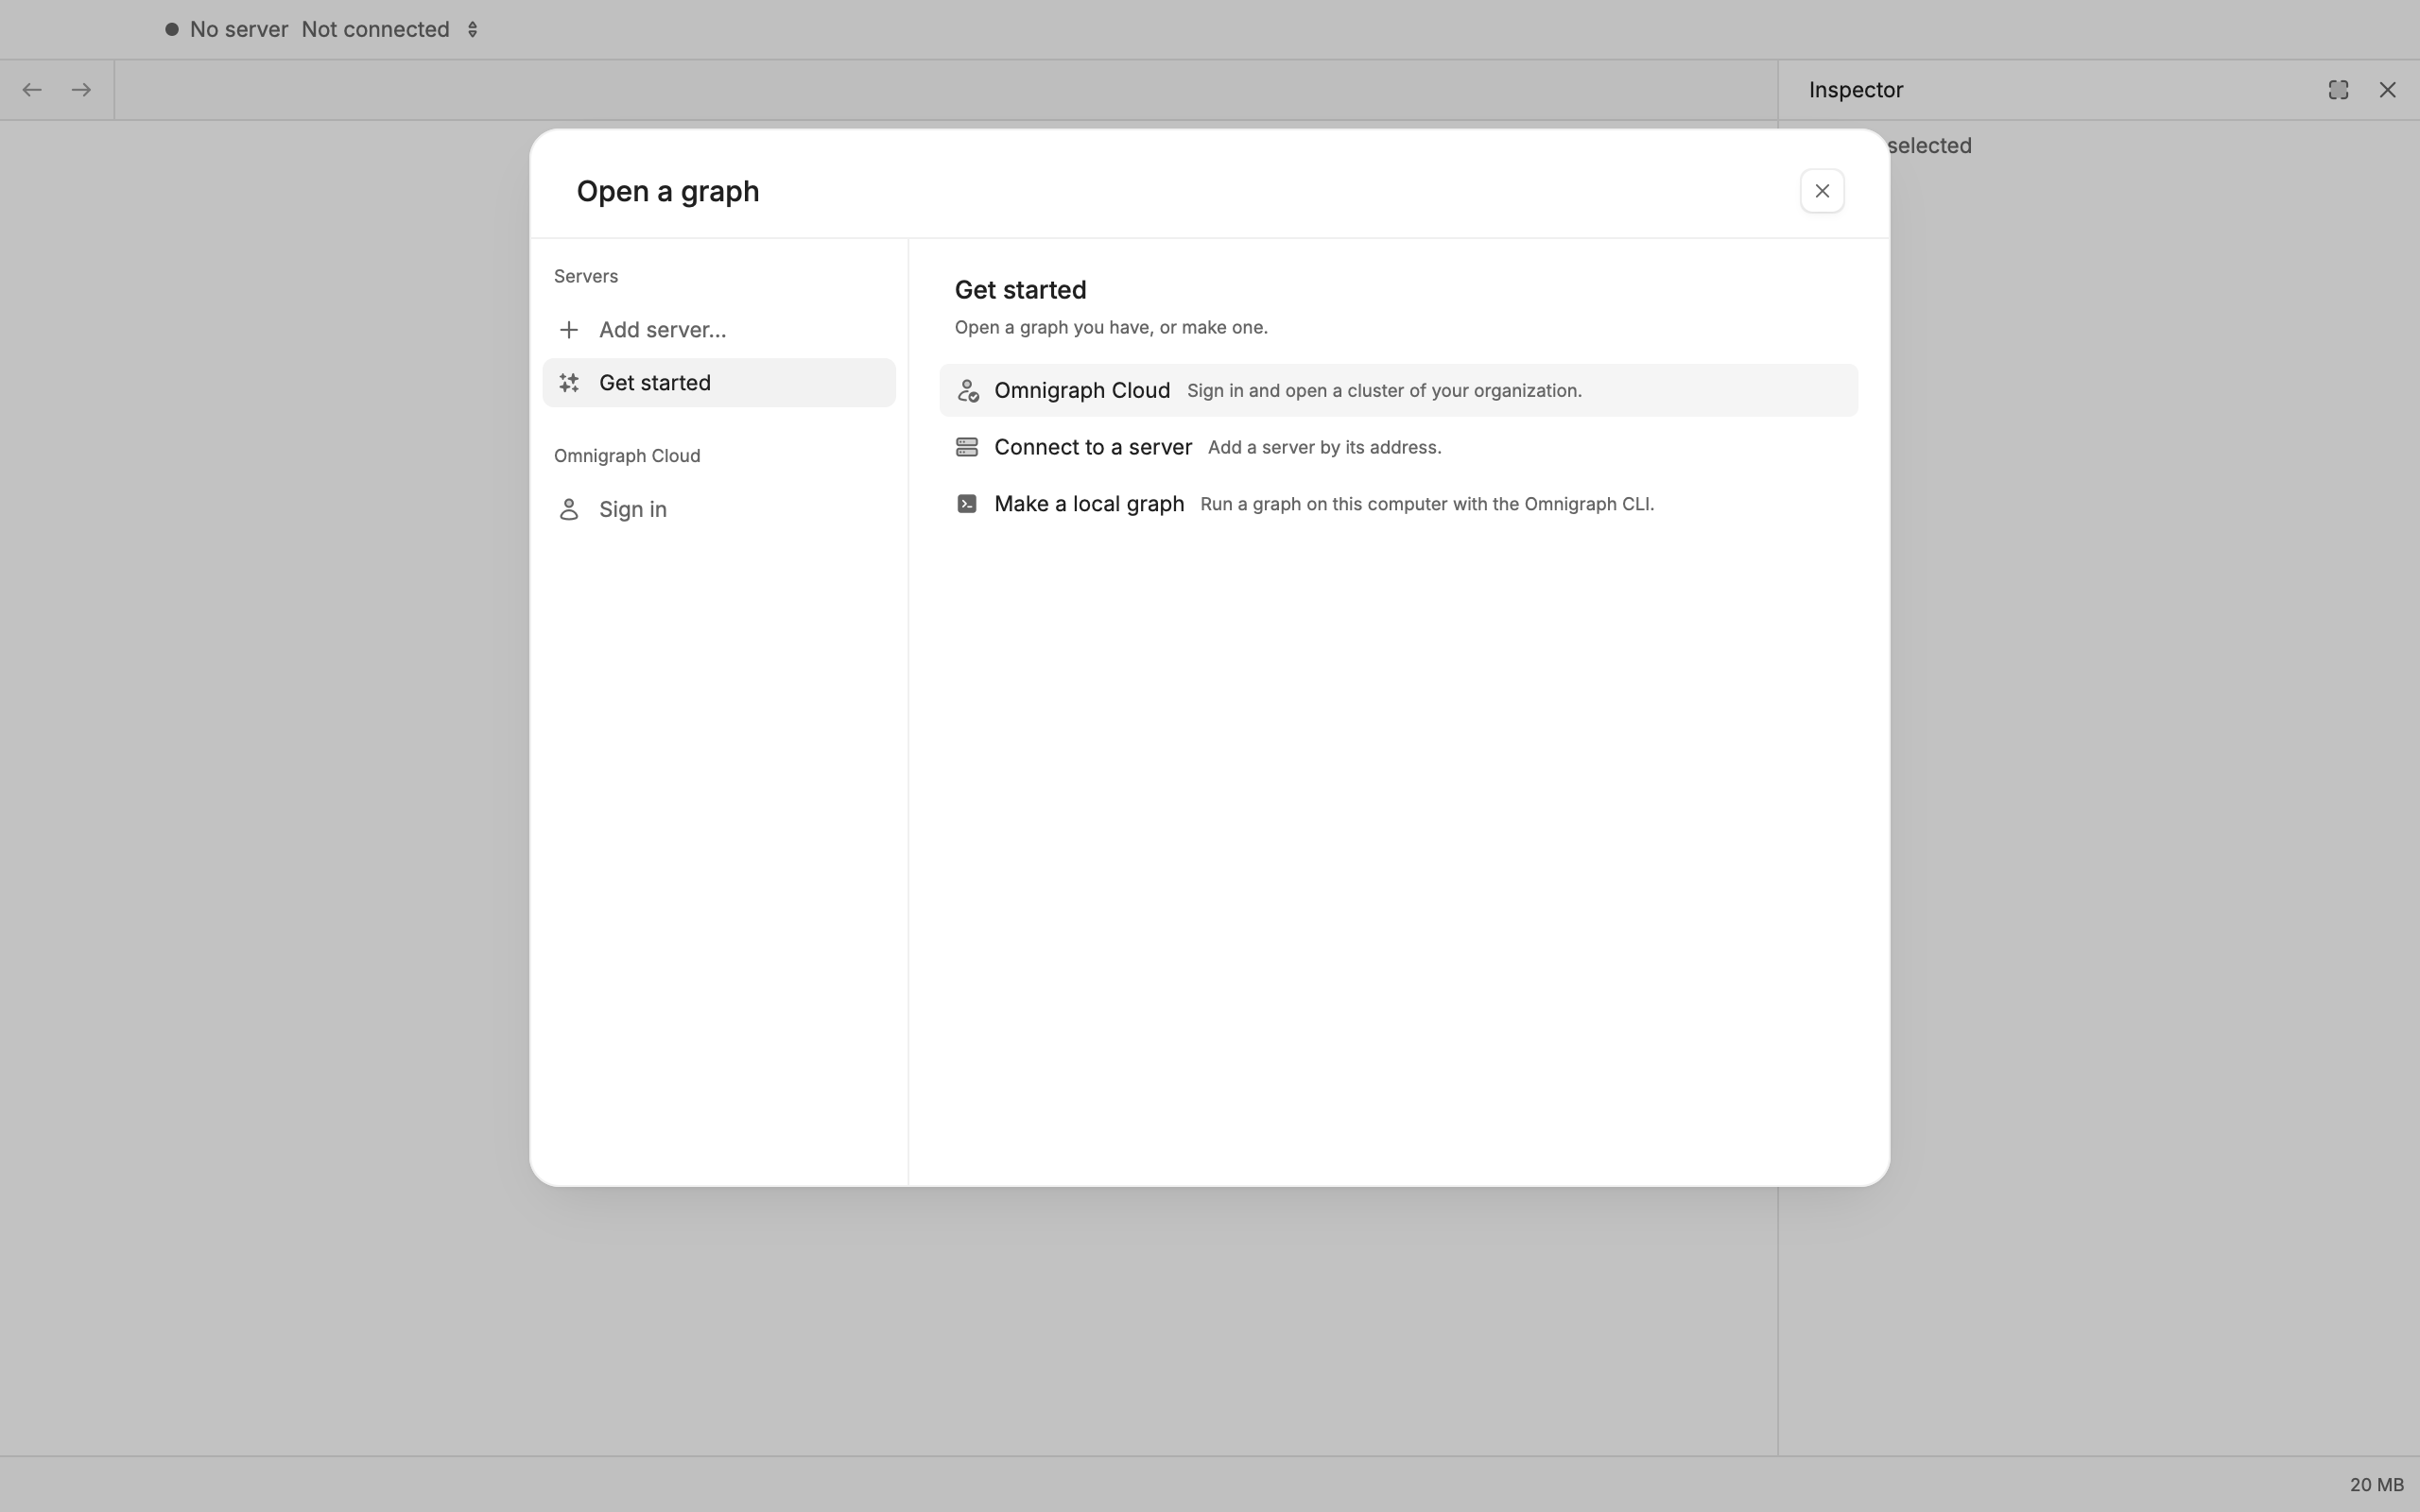 No server Not connected
Inspector
selected
Open a graph
Servers
Add server...
Get started
Omnigraph Cloud
Sign in
Get started
Open a graph you have, or make one.
Omnigraph Cloud Sign in and open a cluster of your organization.
Connect to a server Add a server by its address.
Make a local graph Run a graph on this computer with the Omnigraph CLI.
20 MB